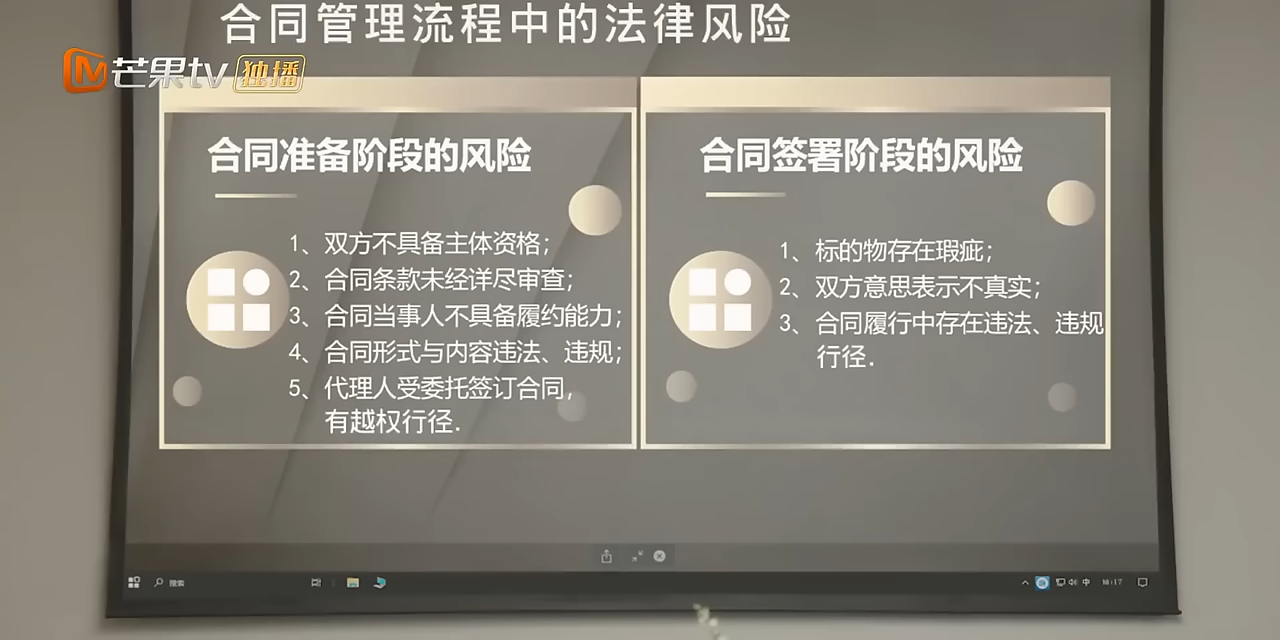 合同管理流程中的法律风险
芒果tv 独播
合同准备阶段的风险
1、双方不具备主体资格；
2、合同条款未经详尽审查；
3、合同当事人不具备履约能力；
4、合同形式与内容违法、违规；
5、代理人受委托签订合同，
有越权行径.
合同签署阶段的风险
1、标的物存在瑕疵；
2、双方意思表示不真实；
3、合同履行中存在违法、违规
行径.
搜索
中
16:17